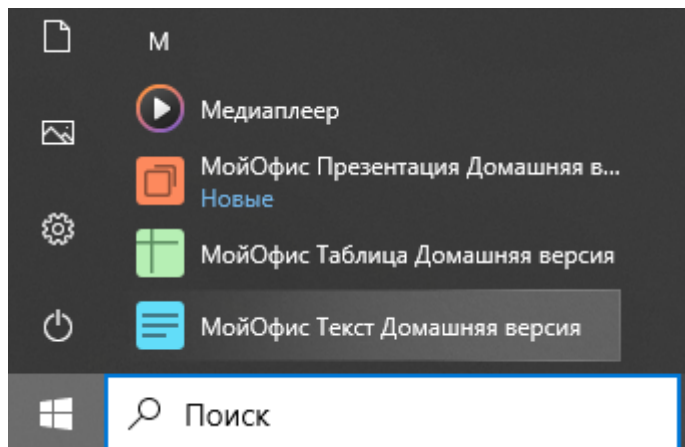 М
Медиаплеер
МойОфис Презентация Домашняя в...
Новые
МойОфис Таблица Домашняя версия
МойОфис Текст Домашняя версия
Поиск